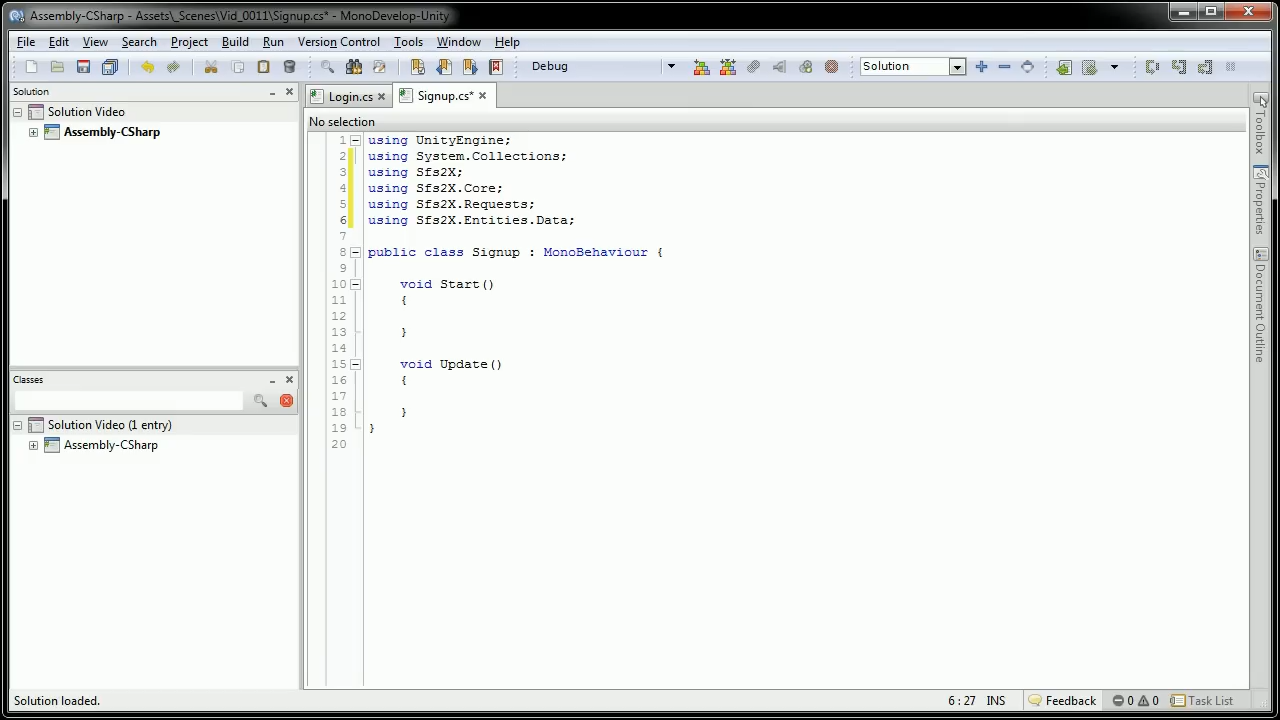 Assembly-CSharp - Assets\_Scenes\Vid_0011\Signup.cs* - MonoDevelop-Unity
File Edit View Search Project Build Run Version Control Tools Window Help
Debug
Solution
Solution
Solution Video
Assembly-CSharp
Classes
Solution Video (1 entry)
Assembly-CSharp
Login.cs
Signup.cs*
No selection
1 using UnityEngine;
2 using System.Collections;
3 using Sfs2X;
4 using Sfs2X.Core;
5 using Sfs2X.Requests;
6 using Sfs2X.Entities.Data;
7
8 public class Signup : MonoBehaviour {
9
10 void Start()
11 {
12
13 }
14
15 void Update()
16 {
17
18 }
19 }
20
Toolbox
Properties
Document Outline
Solution loaded.
6 : 27 INS Feedback 0 0 Task List